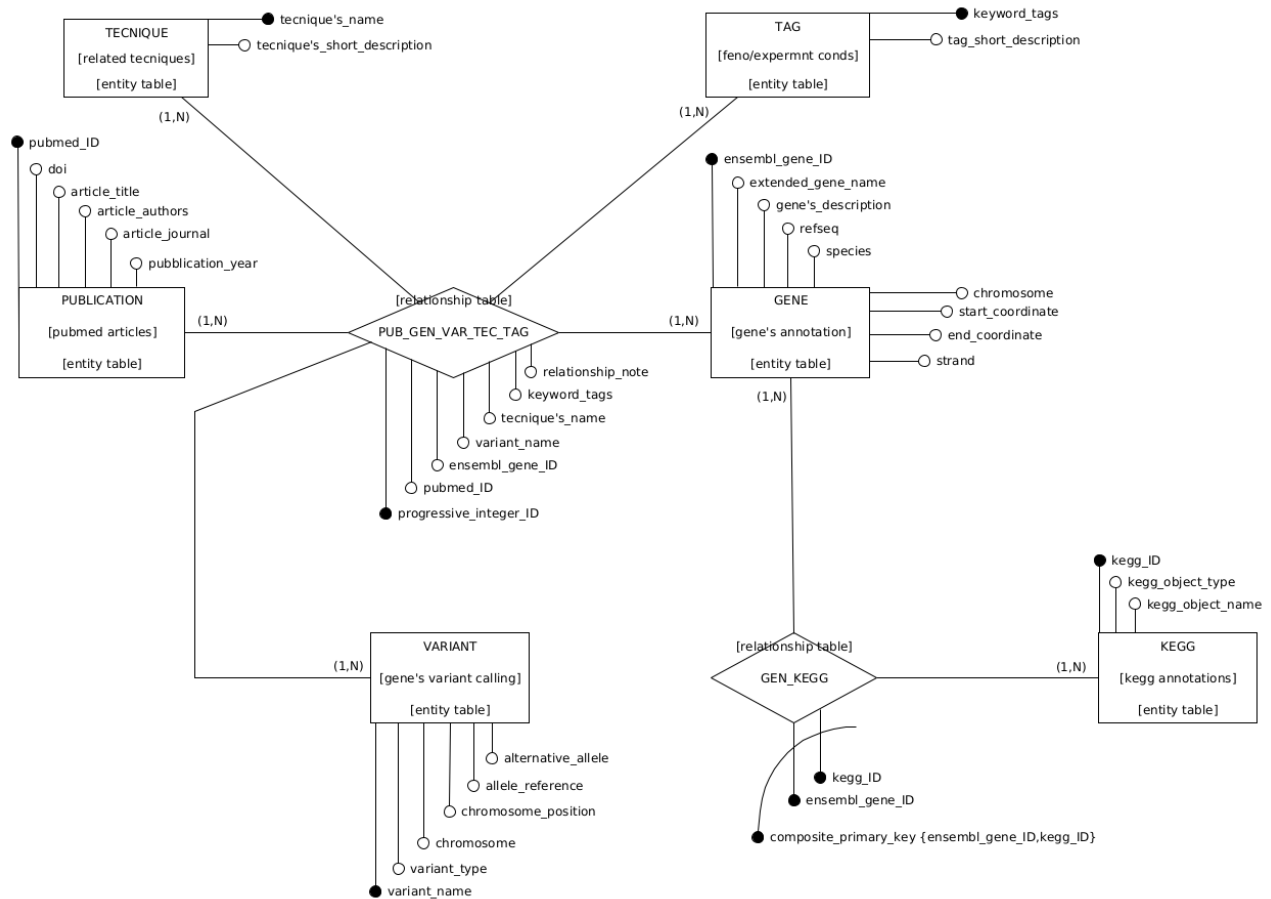 TECNIQUE
[related tecniques]
[entity table]
tecnique's_name
tecnique's_short_description
(1,N)
TAG
[feno/expermnt conds]
[entity table]
keyword_tags
tag_short_description
(1,N)
pubmed_ID
doi
article_title
article_authors
article_journal
pubblication_year
PUBLICATION
[pubmed articles]
[entity table]
(1,N)
[relationship table]
PUB_GEN_VAR_TEC_TAG
relationship_note
keyword_tags
tecnique's_name
variant_name
ensembl_gene_ID
pubmed_ID
progressive_integer_ID
(1,N)
ensembl_gene_ID
extended_gene_name
gene's_description
refseq
species
GENE
[gene's annotation]
[entity table]
chromosome
start_coordinate
end_coordinate
strand
(1,N)
(1,N)
VARIANT
[gene's variant calling]
[entity table]
alternative_allele
allele_reference
chromosome_position
chromosome
variant_type
variant_name
[relationship table]
GEN_KEGG
kegg_ID
ensembl_gene_ID
composite_primary_key {ensembl_gene_ID,kegg_ID}
(1,N)
kegg_ID
kegg_object_type
kegg_object_name
KEGG
[kegg annotations]
[entity table]